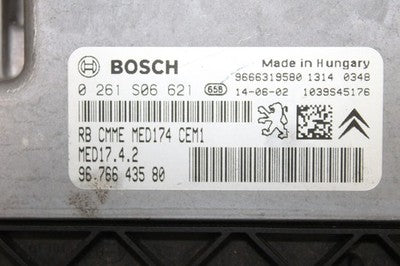 BOSCH
Made in Hungary
9666319580 1314 0348
0 261 S06 621 658 14-06-02 1039S45176
RB CMME MED174 CEM1
MED17.4.2
96.766 435 80